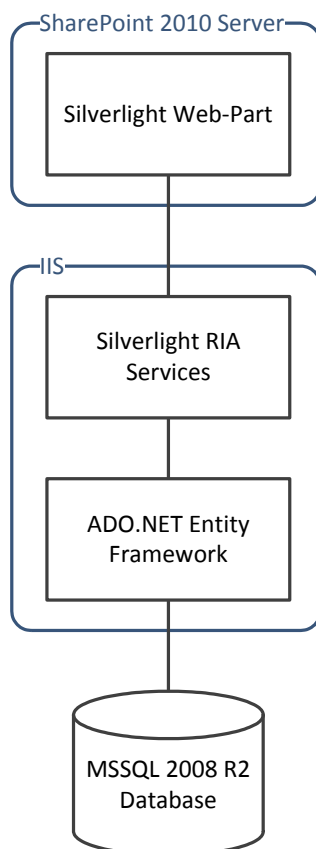 SharePoint 2010 Server
Silverlight Web-Part
IIS
Silverlight RIA
Services
ADO.NET Entity
Framework
MSSQL 2008 R2
Database